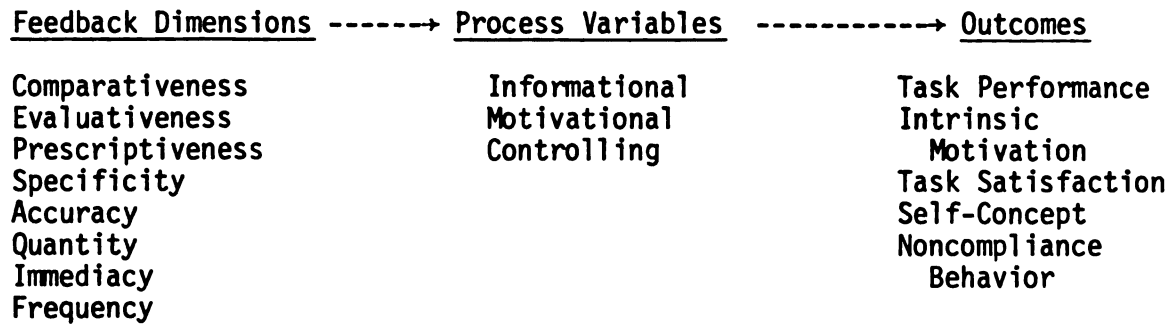 Feedback Dimensions ------→ Process Variables -----------→ Outcomes
Comparativeness Informational Task Performance
Evaluativeness Motivational Intrinsic
Prescriptiveness Controlling Motivation
Specificity Task Satisfaction
Accuracy Self-Concept
Quantity Noncompliance
Immediacy Behavior
Frequency